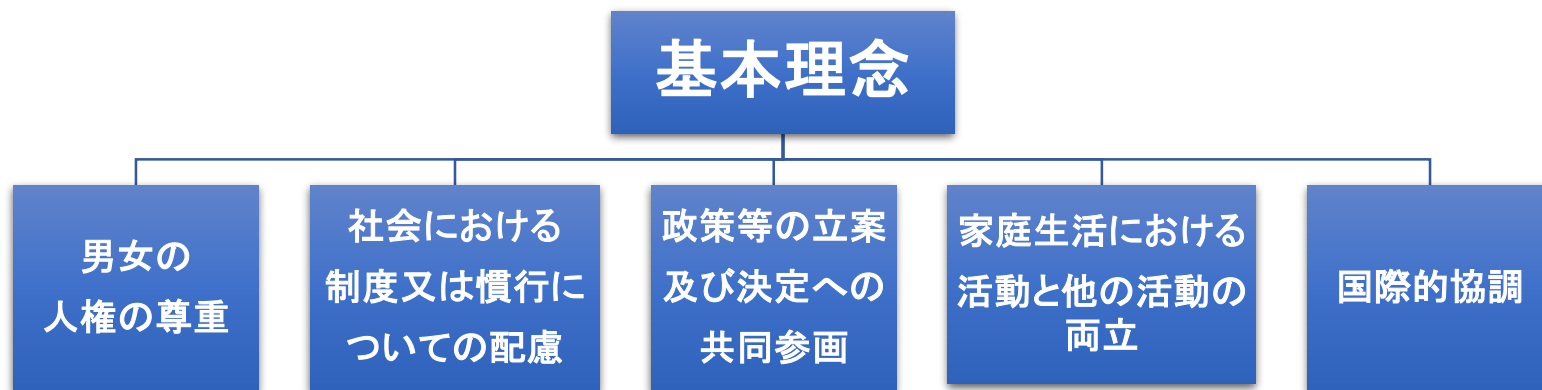 基本理念
男女の
人権の尊重
社会における
制度又は慣行に
ついての配慮
政策等の立案
及び決定への
共同参画
家庭生活における
活動と他の活動の
両立
国際的協調